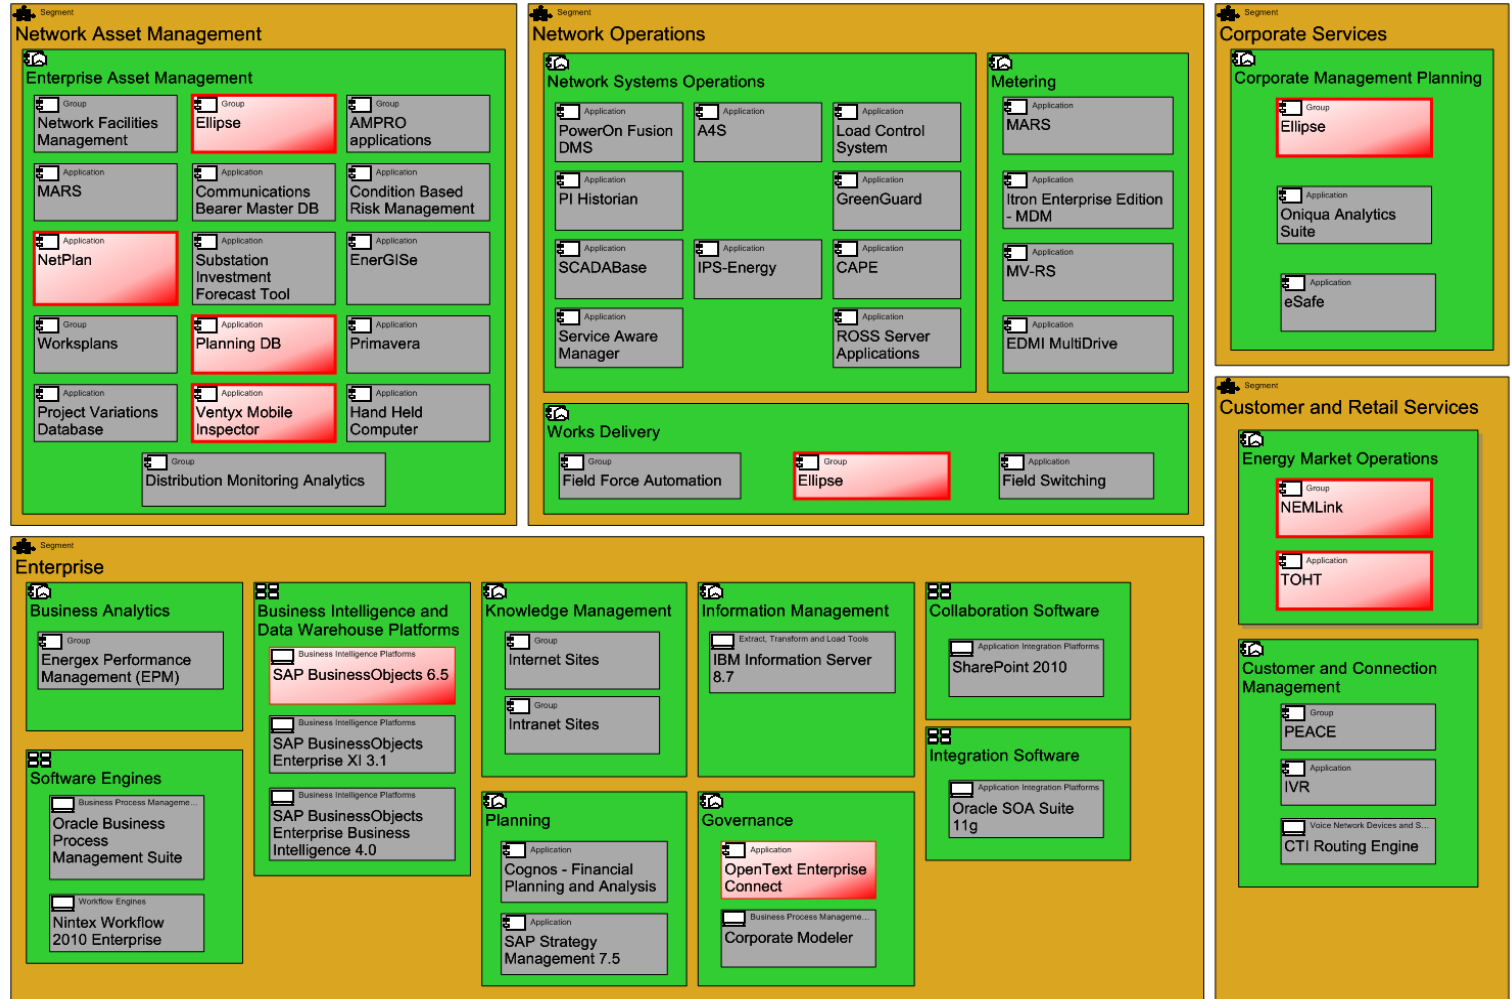 Segment
Network Asset Management
Enterprise Asset Management
Group
Network Facilities
Management
Group
Ellipse
Group
AMPRO
applications
Application
MARS
Application
Communications
Bearer Master DB
Application
Condition Based
Risk Management
Application
NetPlan
Application
Substation
Investment
Forecast Tool
Application
EnerGISe
Group
Worksplans
Application
Planning DB
Application
Primavera
Application
Project Variations
Database
Application
Ventyx Mobile
Inspector
Application
Hand Held
Computer
Group
Distribution Monitoring Analytics
Segment
Network Operations
Network Systems Operations
Application
PowerOn Fusion
DMS
Application
A4S
Application
Load Control
System
Application
PI Historian
Application
GreenGuard
Application
SCADABase
Application
IPS-Energy
Application
CAPE
Application
Service Aware
Manager
Application
ROSS Server
Applications
Metering
Application
MARS
Application
Itron Enterprise Edition
- MDM
Application
MV-RS
Application
EDMI MultiDrive
Works Delivery
Group
Field Force Automation
Group
Ellipse
Application
Field Switching
Segment
Corporate Services
Corporate Management Planning
Group
Ellipse
Application
Oniqua Analytics
Suite
Application
eSafe
Segment
Customer and Retail Services
Energy Market Operations
Group
NEMLink
Application
TOHT
Customer and Connection
Management
Group
PEACE
Application
IVR
Voice Network Devices and S...
CTI Routing Engine
Segment
Enterprise
Business Analytics
Group
Energex Performance
Management (EPM)
Software Engines
Business Process Manageme...
Oracle Business
Process
Management Suite
Workflow Engines
Nintex Workflow
2010 Enterprise
Business Intelligence and
Data Warehouse Platforms
Business Intelligence Platforms
SAP BusinessObjects 6.5
Business Intelligence Platforms
SAP BusinessObjects
Enterprise XI 3.1
Business Intelligence Platforms
SAP BusinessObjects
Enterprise Business
Intelligence 4.0
Knowledge Management
Group
Internet Sites
Group
Intranet Sites
Planning
Application
Cognos - Financial
Planning and Analysis
Application
SAP Strategy
Management 7.5
Information Management
Extract, Transform and Load Tools
IBM Information Server
8.7
Governance
Application
OpenText Enterprise
Connect
Business Process Manageme...
Corporate Modeler
Collaboration Software
Application Integration Platforms
SharePoint 2010
Integration Software
Application Integration Platforms
Oracle SOA Suite
11g